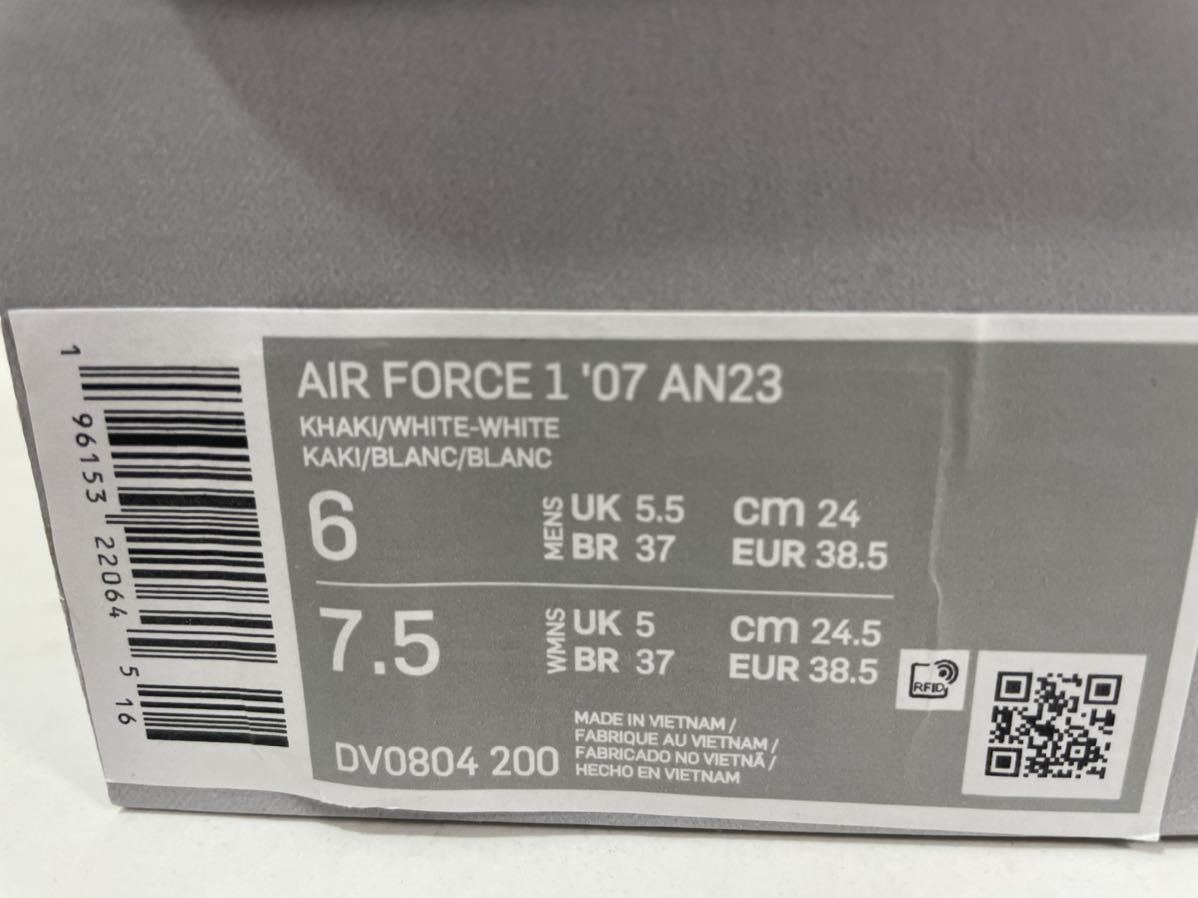 1 96153 22064 5 16
AIR FORCE 1 '07 AN23
KHAKI/WHITE-WHITE
KAKI/BLANC/BLANC
6 MENS UK 5.5 cm 24
BR 37 EUR 38.5
7.5 WMNS UK 5 cm 24.5
BR 37 EUR 38.5
RFID
DV0804 200
MADE IN VIETNAM /
FABRIQUE AU VIETNAM /
FABRICADO NO VIETNÃ /
HECHO EN VIETNAM